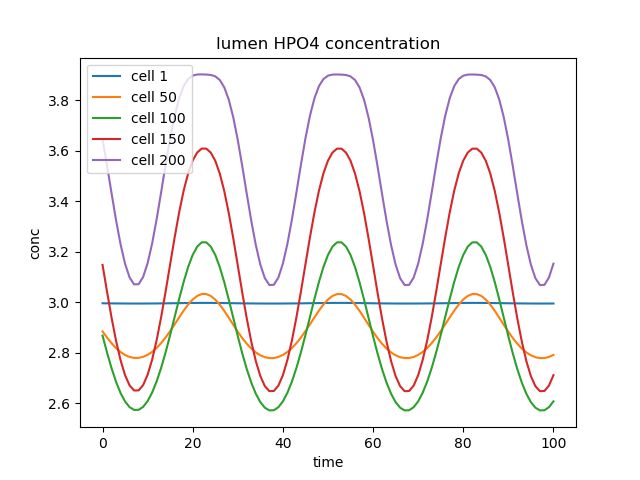 lumen HPO4 concentration
cell 1
cell 50
cell 100
cell 150
cell 200
3.8
3.6
3.4
3.2
3.0
2.8
2.6
conc
0 20 40 60 80 100
time